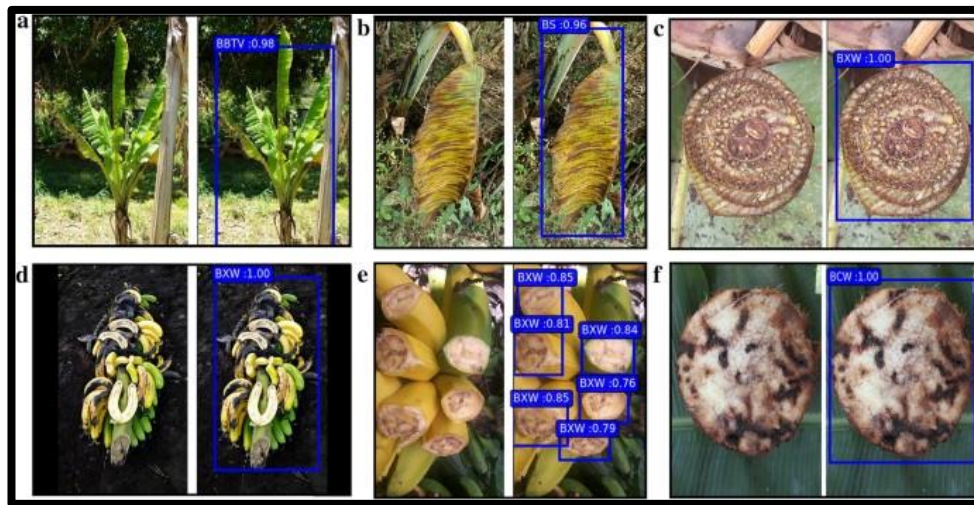 a
BBTV :0.98
b
BS :0.96
c
BXW :1.00
d
BXW :1.00
e
BXW :0.85
BXW :0.81
BXW :0.84
BXW :0.76
BXW :0.85
BXW :0.79
f
BCW :1.00